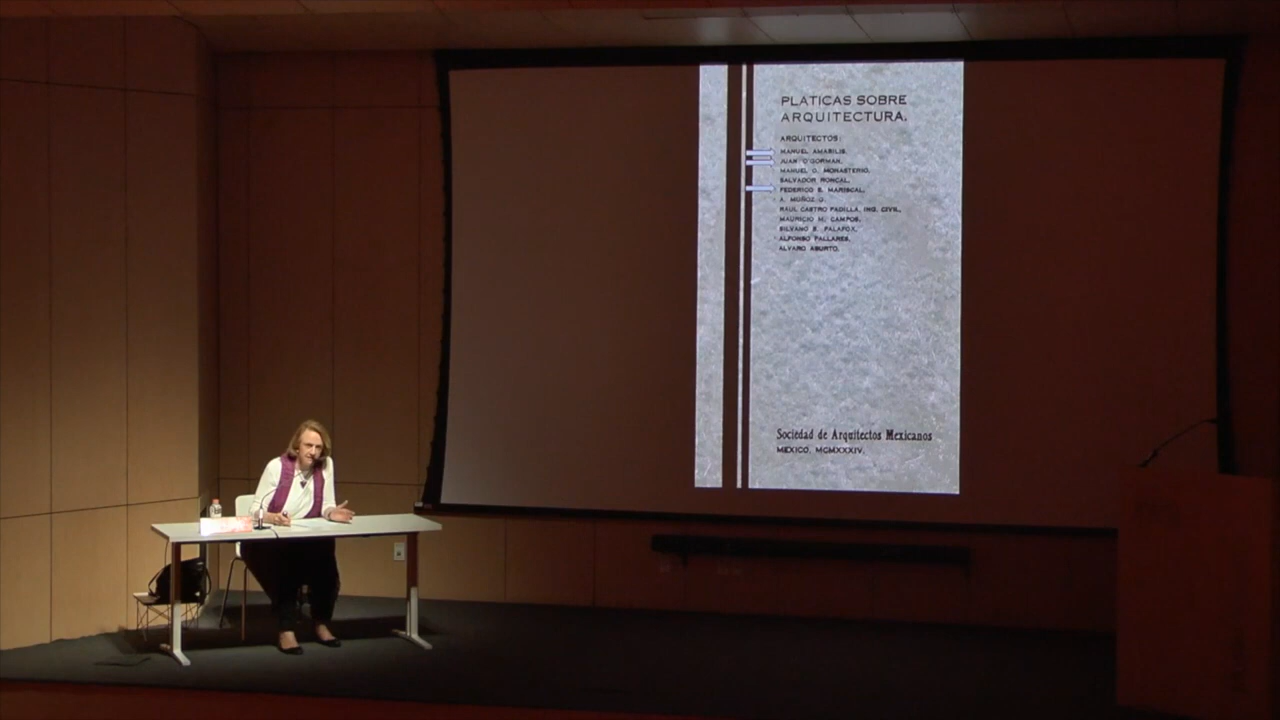 PLATICAS SOBRE
ARQUITECTURA.
ARQUITECTOS:
MANUEL AMABILIS.
JUAN O'GORMAN.
MANUEL O. MONASTERIO.
SALVADOR RONCAL.
FEDERICO E. MARISCAL.
A. MUÑOZ G.
RAUL CASTRO PADILLA, ING. CIVIL.
MAURICIO M. CAMPOS.
SILVANO B. PALAFOX.
ALFONSO PALLARES.
ALVARO ABURTO.
Sociedad de Arquitectos Mexicanos
MEXICO. MCMXXXIV.